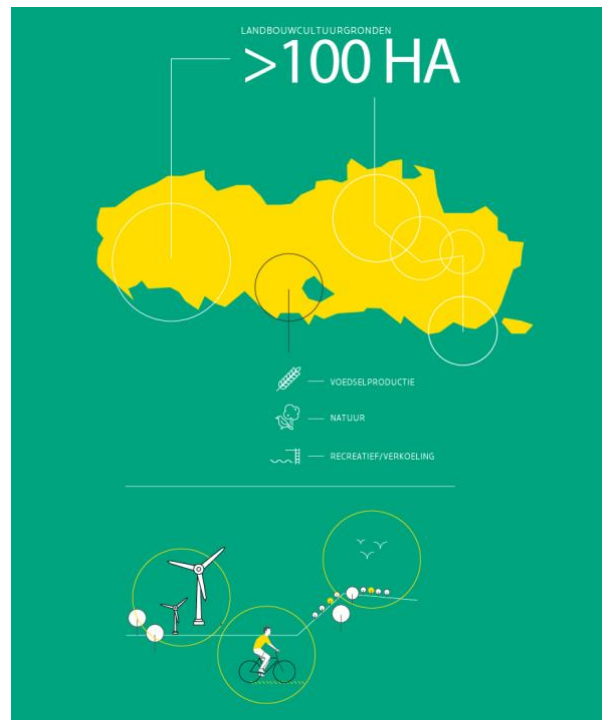 LANDBOUWCULTUURGRONDEN
>100 HA
VOEDSELPRODUCTIE
NATUUR
RECREATIEF/VERKOELING